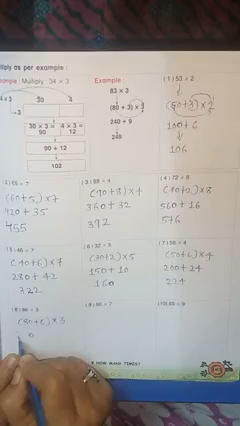 ltiply as per example :
ample : Multiply 34 × 3
Example :
83 × 3
(80 + 3) × 3
240 + 9
249
4 × 3
30
4
→3
30 × 3 =
90
4 × 3 =
12
90 + 12
102
(1) 53 × 2
(50+3) × 2
100+6
106
(2) 65 × 7
(60+5) × 7
420 + 35
455
(3) 98 × 4
(90+8) × 4
360 + 32
392
(4) 72 × 8
(70+2) × 8
560 + 16
576
(5) 46 × 7
(40+6) × 7
280 + 42
322
(6) 32 × 5
(30+2) × 5
150 + 10
160
(7) 56 × 4
(50+6) × 4
200 + 24
224
(8) 86 × 3
(80+6) × 3
(9) 95 × 7
(10) 65 × 9
HOW MANY TIMES?